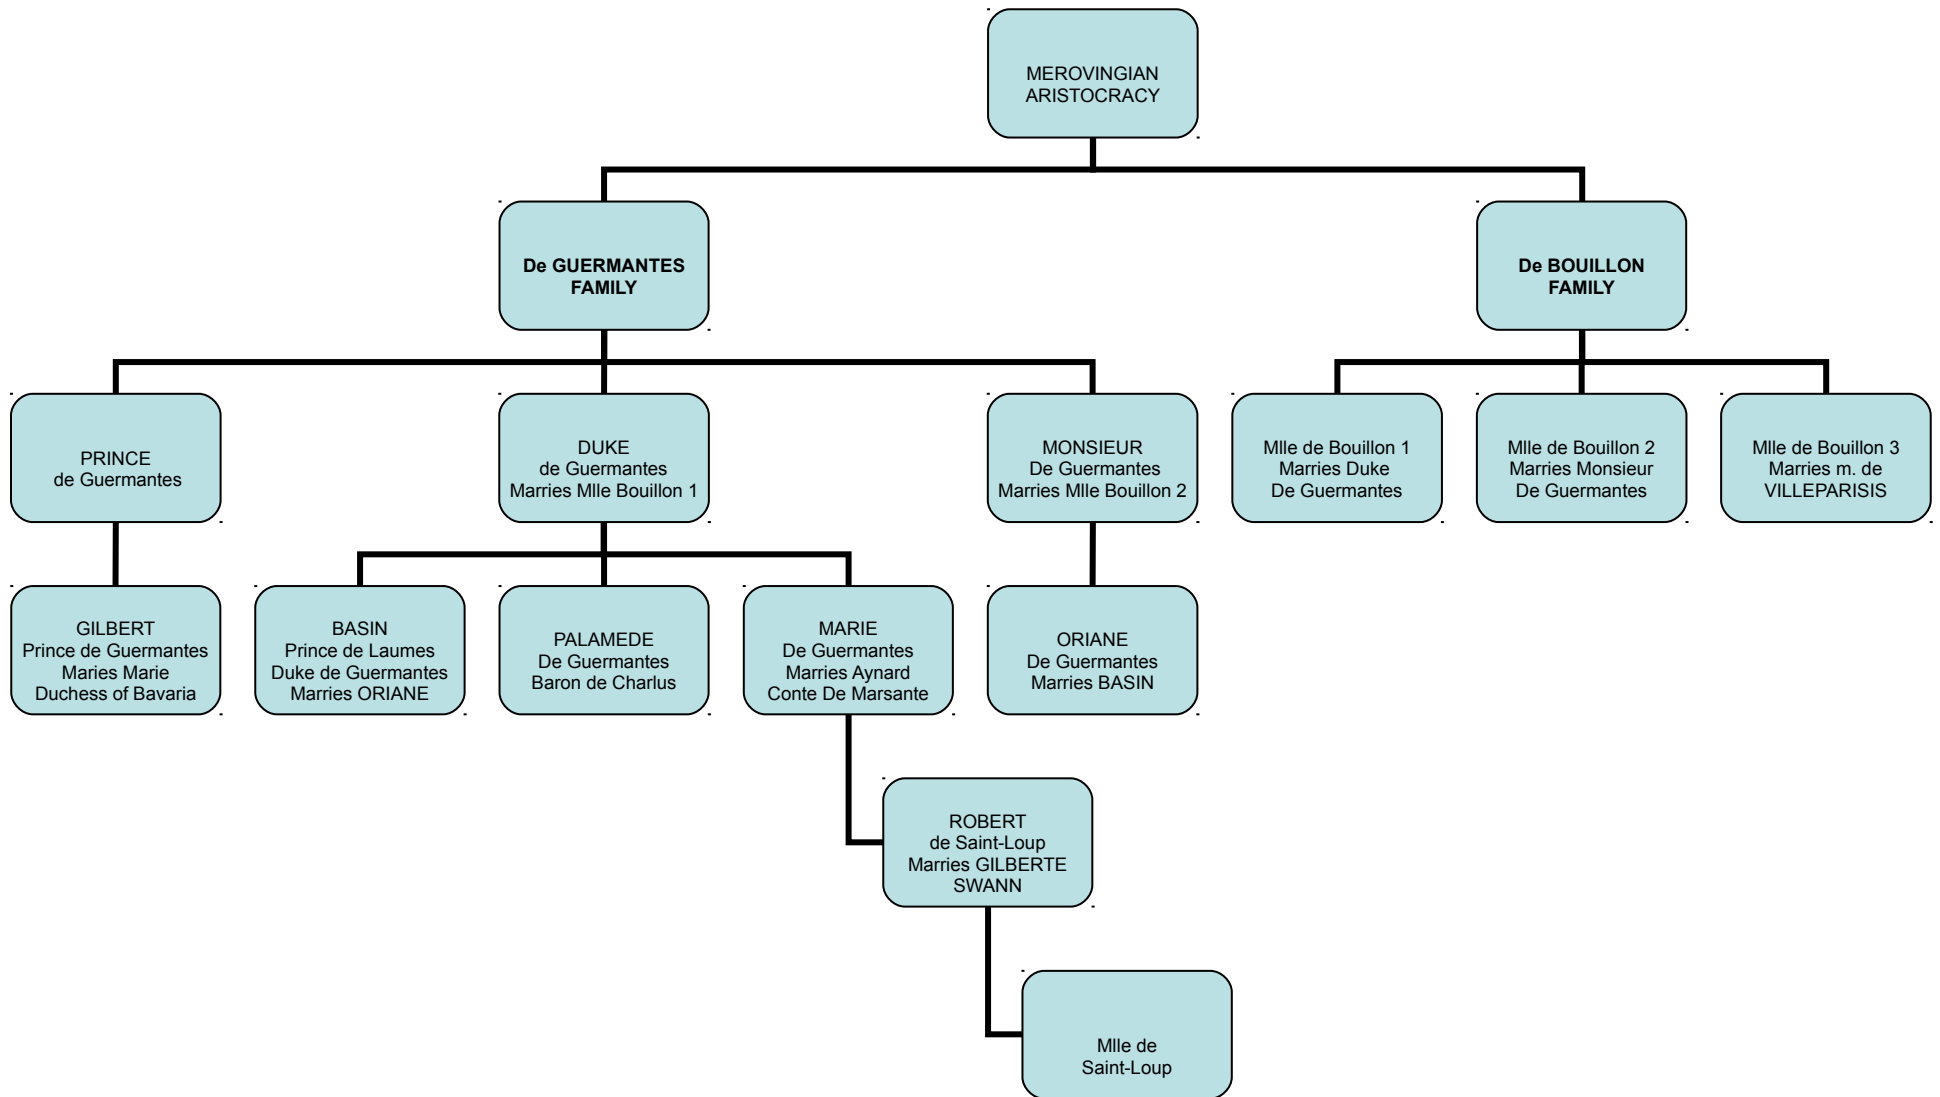 MEROVINGIAN
ARISTOCRACY
De GUERMANTES
FAMILY
De BOUILLON
FAMILY
PRINCE
de Guermantes
DUKE
de Guermantes
Marries Mlle Bouillon 1
MONSIEUR
De Guermantes
Marries Mlle Bouillon 2
Mlle de Bouillon 1
Marries Duke
De Guermantes
Mlle de Bouillon 2
Marries Monsieur
De Guermantes
Mlle de Bouillon 3
Marries m. de
VILLEPARISIS
GILBERT
Prince de Guermantes
Maries Marie
Duchess of Bavaria
BASIN
Prince de Laumes
Duke de Guermantes
Marries ORIANE
PALAMEDE
De Guermantes
Baron de Charlus
MARIE
De Guermantes
Marries Aynard
Conte De Marsante
ORIANE
De Guermantes
Marries BASIN
ROBERT
de Saint-Loup
Marries GILBERTE
SWANN
Mlle de
Saint-Loup